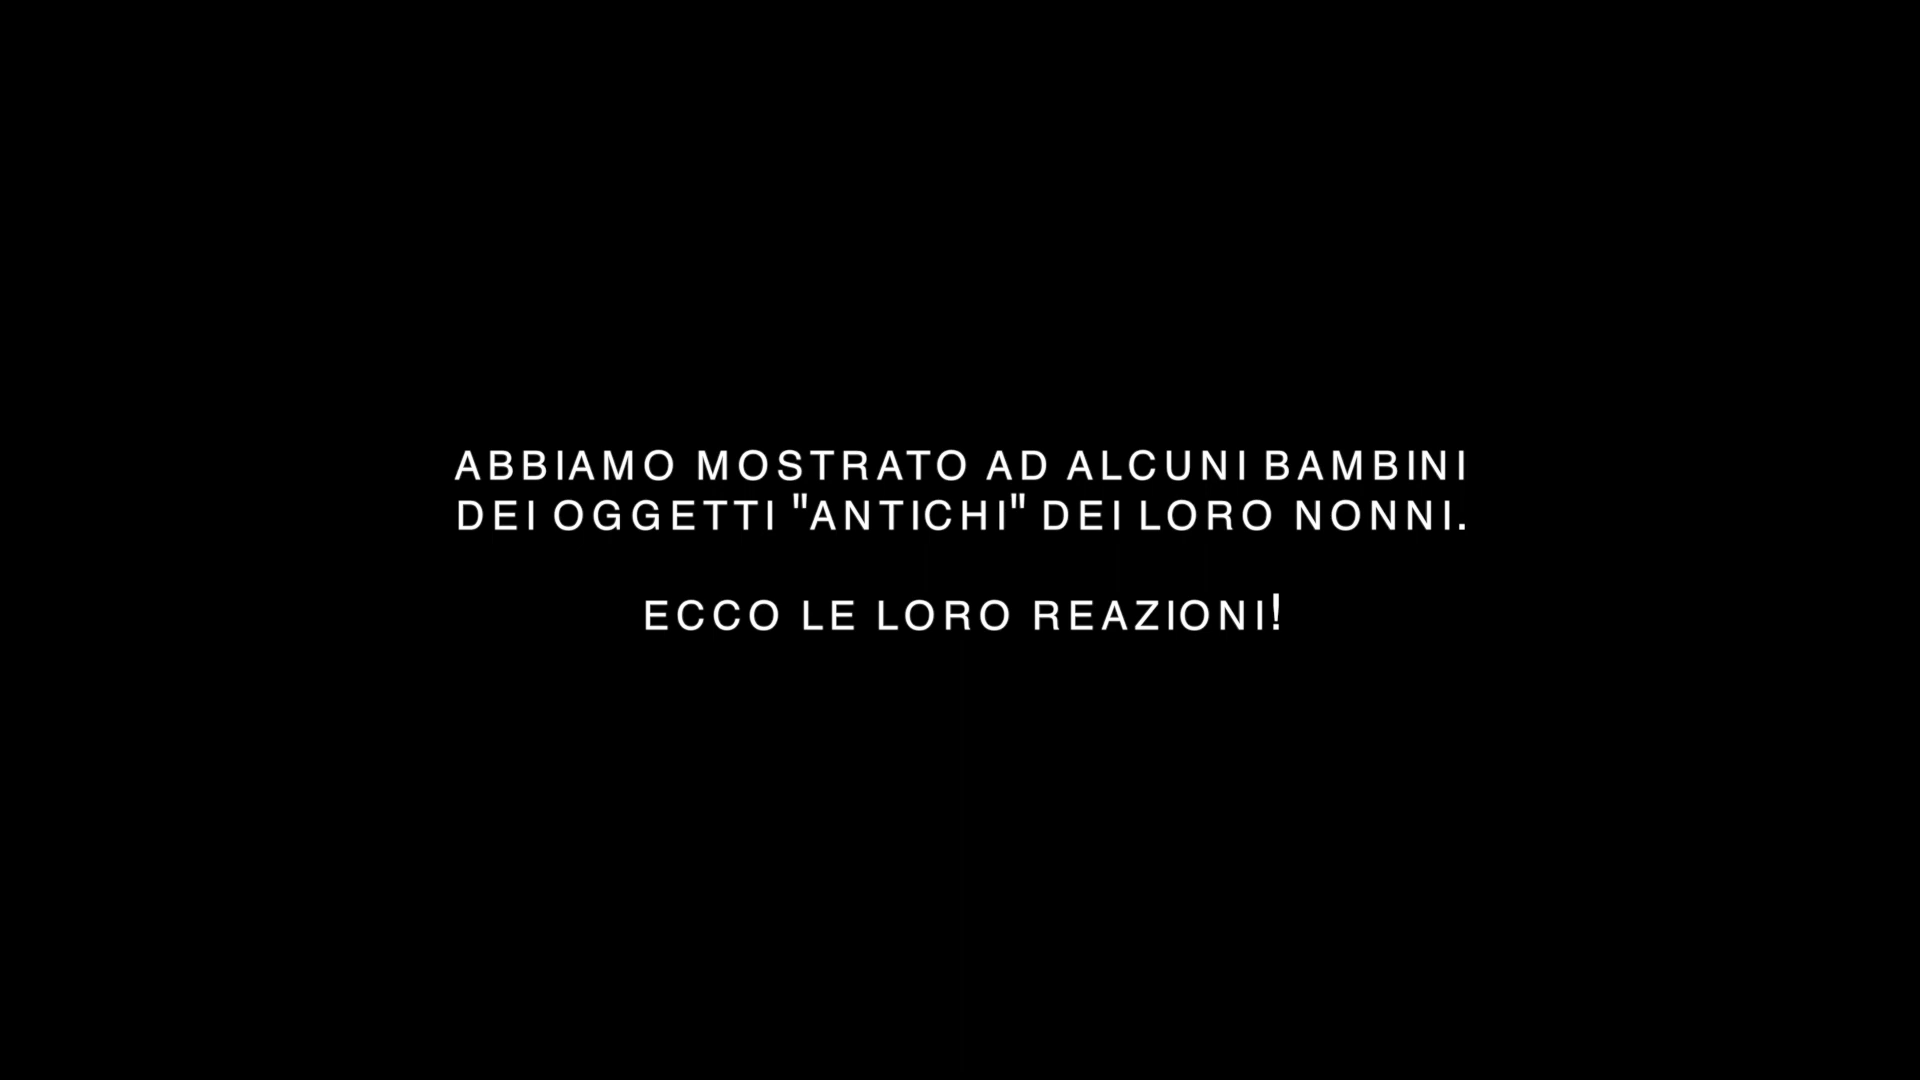 ABBIAMO MOSTRATO AD ALCUNI BAMBINI
DEI OGGETTI "ANTICHI" DEI LORO NONNI.
ECCO LE LORO REAZIONI!